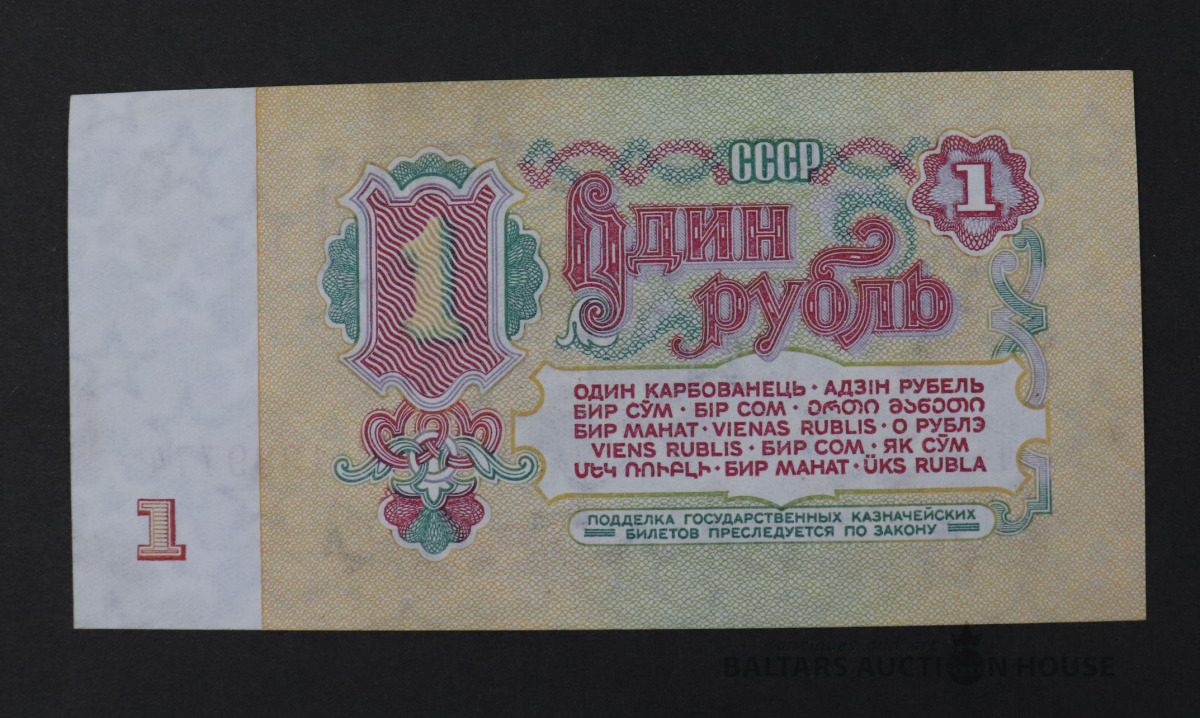 СССР
1
1
Один
рубль
ОДИН КАРБОВАНЕЦЬ · АДЗІН РУБЕЛЬ
БИР СЎМ · БІР СОМ · ერთი მანეთი
БИР МАНАТ · VIENAS RUBLIS · О РУБЛЭ
VIENS RUBLIS · БИР СОМ · ЯК СӮМ
ՄԵԿ ՌՈՒԲԼԻ · БИР МАНАТ · ÜKS RUBLA
ПОДДЕЛКА ГОСУДАРСТВЕННЫХ КАЗНАЧЕЙСКИХ
БИЛЕТОВ ПРЕСЛЕДУЕТСЯ ПО ЗАКОНУ
1
BALTARS AUCTION HOUSE